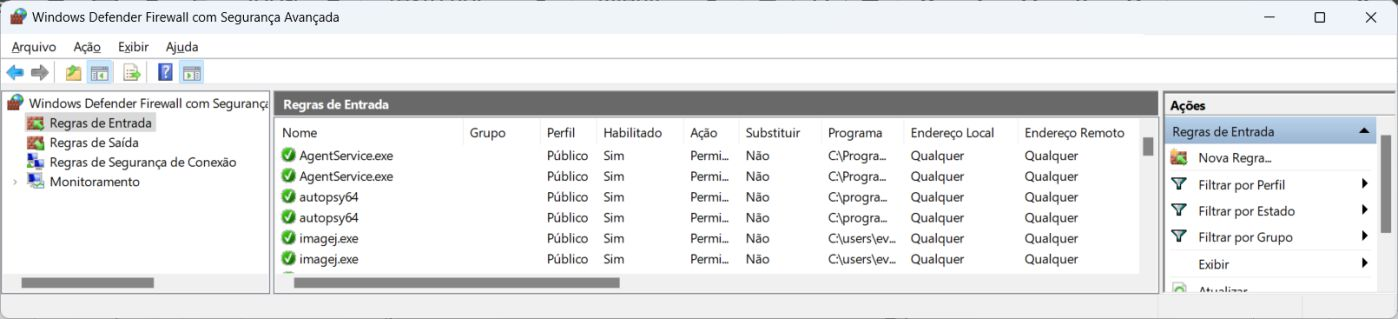 Windows Defender Firewall com Segurança Avançada
Arquivo Ação Exibir Ajuda
Windows Defender Firewall com Segurança
Regras de Entrada
Regras de Saída
Regras de Segurança de Conexão
Monitoramento
Regras de Entrada
Nome Grupo Perfil Habilitado Ação Substituir Programa Endereço Local Endereço Remoto
AgentService.exe Público Sim Permi... Não C:\Progra... Qualquer Qualquer
AgentService.exe Público Sim Permi... Não C:\Progra... Qualquer Qualquer
autopsy64 Público Sim Permi... Não C:\progra... Qualquer Qualquer
autopsy64 Público Sim Permi... Não C:\progra... Qualquer Qualquer
imagej.exe Público Sim Permi... Não C:\users\ev... Qualquer Qualquer
imagej.exe Público Sim Permi... Não C:\users\ev... Qualquer Qualquer
Ações
Regras de Entrada
Nova Regra...
Filtrar por Perfil
Filtrar por Estado
Filtrar por Grupo
Exibir
Atualizar